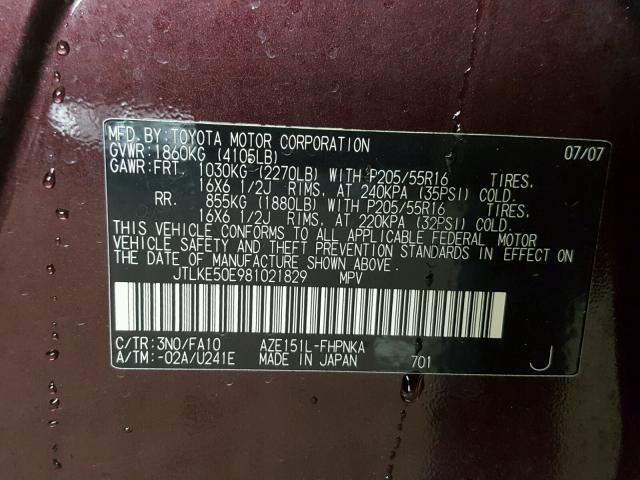 MFD. BY: TOYOTA MOTOR CORPORATION 07/07
GVWR: 1860KG (4105LB)
GAWR: FRT. 1030KG (2270LB) WITH P205/55R16 TIRES.
16X6 1/2J RIMS, AT 240KPA (35PSI) COLD.
RR. 855KG (1880LB) WITH P205/55R16 TIRES.
16X6 1/2J RIMS, AT 220KPA (32PSI) COLD.
THIS VEHICLE CONFORMS TO ALL APPLICABLE FEDERAL MOTOR
VEHICLE SAFETY AND THEFT PREVENTION STANDARDS IN EFFECT ON
THE DATE OF MANUFACTURE SHOWN ABOVE.
JTLKE50E981021829 MPV
C/TR: 3N0/FA10 AZE151L-FHPNKA
A/TM: -02A/U241E MADE IN JAPAN 701 J